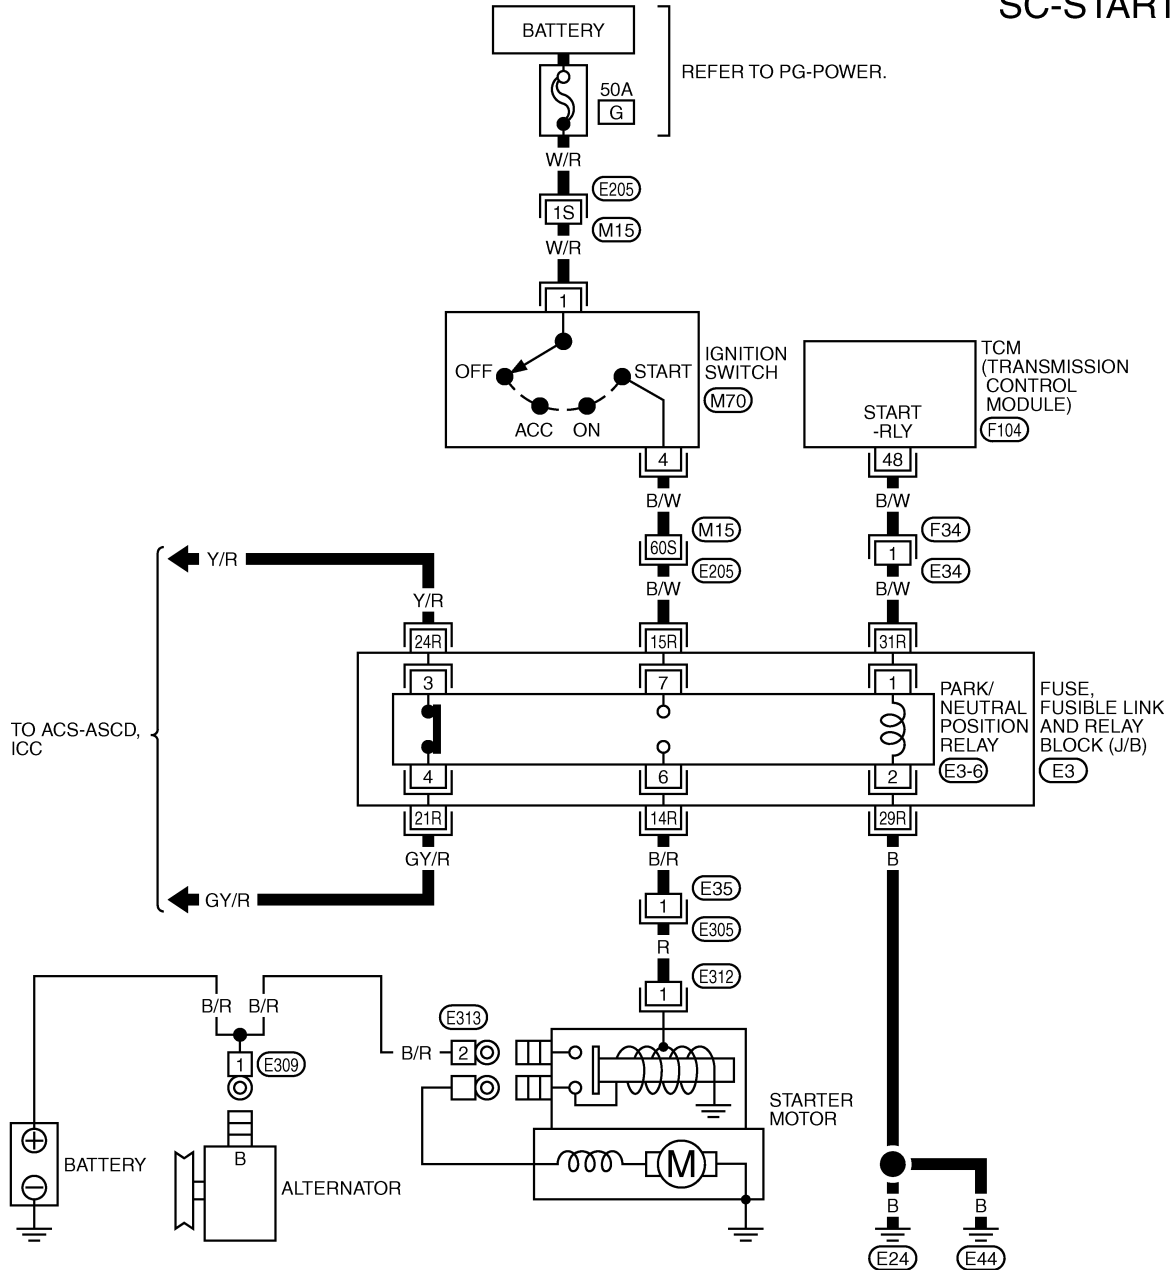 SC-START
BATTERY
REFER TO PG-POWER.
50A
G
W/R
E205
1S
M15
W/R
1
OFF
START
ACC
ON
IGNITION
SWITCH
M70
START
-RLY
TCM
(TRANSMISSION
CONTROL
MODULE)
F104
4
48
B/W
B/W
M15
F34
60S
1
E205
E34
B/W
B/W
Y/R
Y/R
24R
15R
31R
3
7
1
TO ACS-ASCD,
ICC
PARK/
NEUTRAL
POSITION
RELAY
E3-6
FUSE,
FUSIBLE LINK
AND RELAY
BLOCK (J/B)
E3
4
6
2
21R
14R
29R
GY/R
B/R
B
GY/R
E35
1
E305
R
E312
1
B/R
B/R
E313
B/R
2
1
E309
B
BATTERY
ALTERNATOR
STARTER
MOTOR
M
B
B
E24
E44